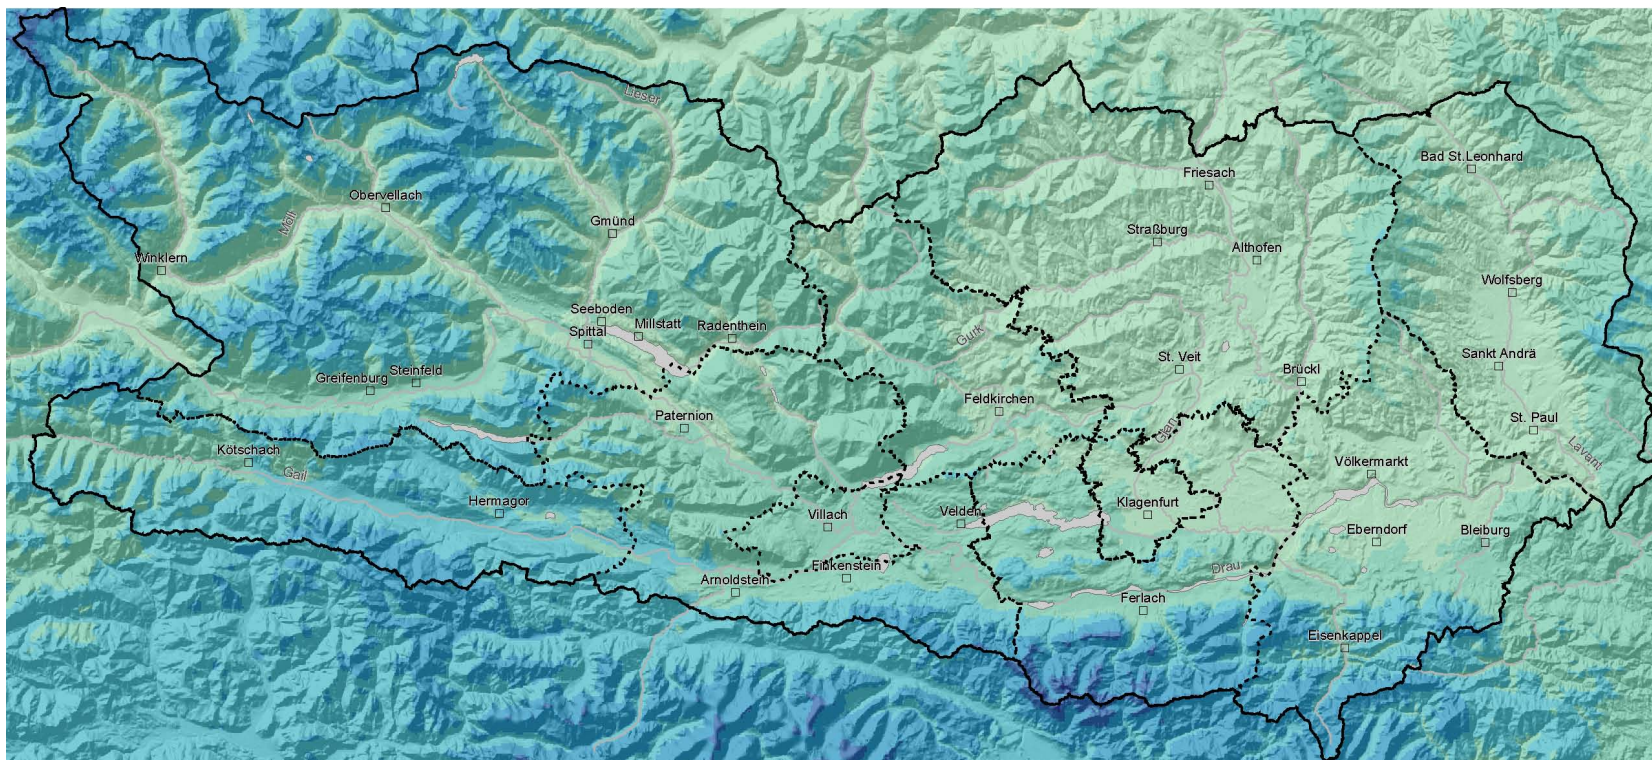 Lieser
Bad St.Leonhard
Friesach
Obervellach
Möll
Gmünd
Straßburg
Althofen
Winklern
Wolfsberg
Seeboden
Millstatt
Radenthein
Spittal
Gurk
St. Veit
Sankt Andrä
Brückl
Greifenburg
Steinfeld
Feldkirchen
Paternion
St. Paul
Glan
Kötschach
Gail
Lavant
Völkermarkt
Hermagor
Villach
Velden
Klagenfurt
Eberndorf
Bleiburg
Finkenstein
Drau
Arnoldstein
Ferlach
Eisenkappel